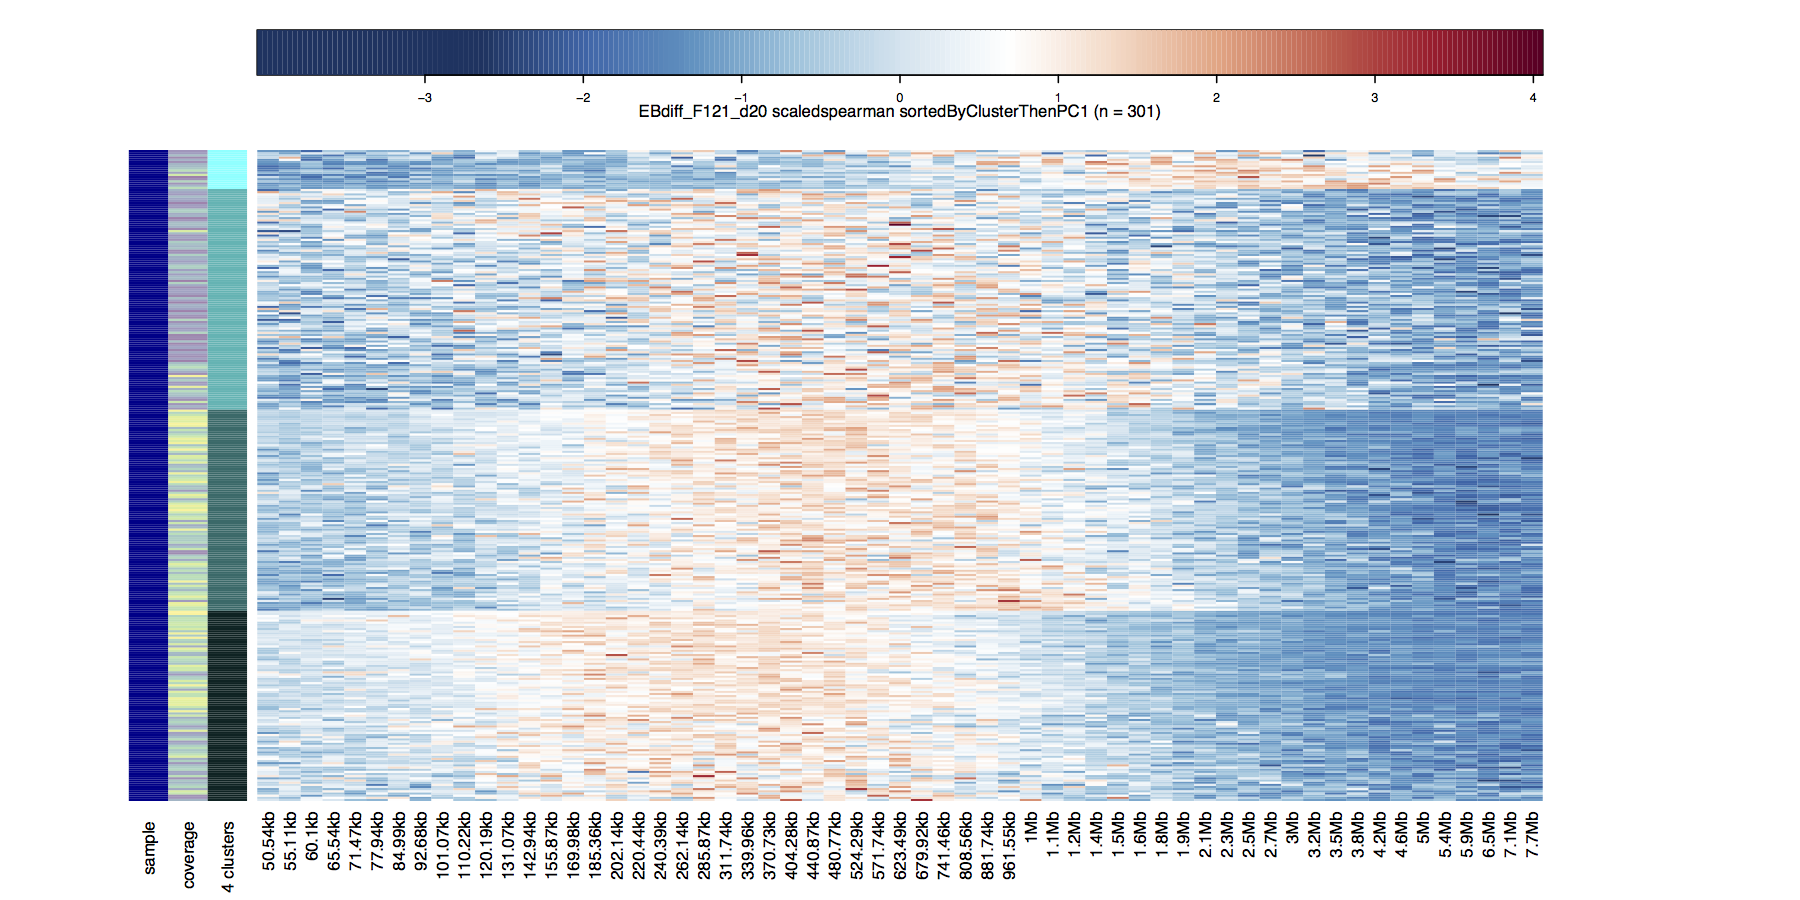 −3 −2 −1 0 1 2 3 4
EBdiff_F121_d20 scaledspearman sortedByClusterThenPC1 (n = 301)
sample
coverage
4 clusters
50.54kb
55.11kb
60.1kb
65.54kb
71.47kb
77.94kb
84.99kb
92.68kb
101.07kb
110.22kb
120.19kb
131.07kb
142.94kb
155.87kb
169.98kb
185.36kb
202.14kb
220.44kb
240.39kb
262.14kb
285.87kb
311.74kb
339.96kb
370.73kb
404.28kb
440.87kb
480.77kb
524.29kb
571.74kb
623.49kb
679.92kb
741.46kb
808.56kb
881.74kb
961.55kb
1Mb
1.1Mb
1.2Mb
1.4Mb
1.5Mb
1.6Mb
1.8Mb
1.9Mb
2.1Mb
2.3Mb
2.5Mb
2.7Mb
3Mb
3.2Mb
3.5Mb
3.8Mb
4.2Mb
4.6Mb
5Mb
5.4Mb
5.9Mb
6.5Mb
7.1Mb
7.7Mb